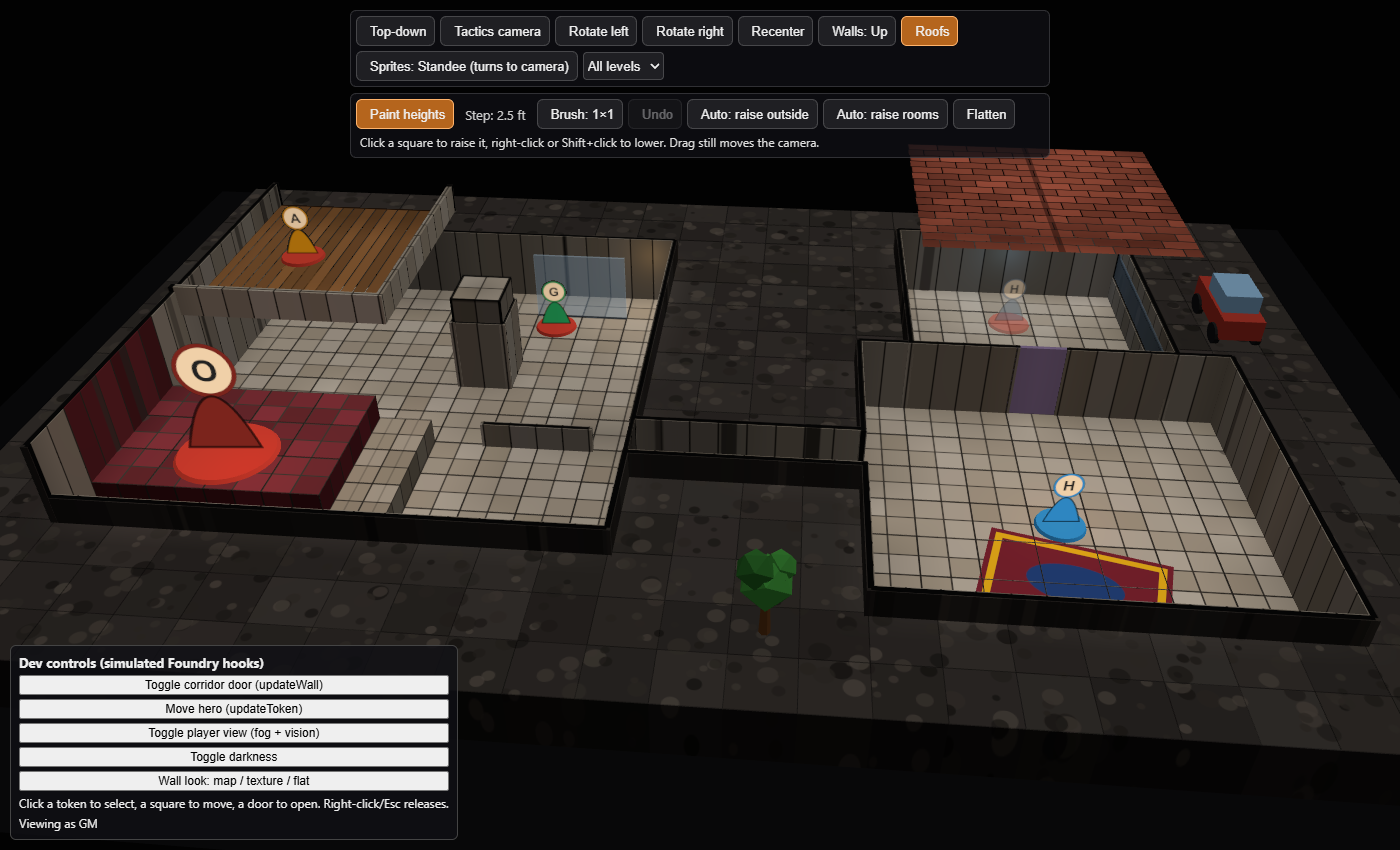 Top-down Tactics camera Rotate left Rotate right Recenter Walls: Up Roofs
Sprites: Standee (turns to camera) All levels
Paint heights Step: 2.5 ft Brush: 1×1 Undo Auto: raise outside Auto: raise rooms Flatten
Click a square to raise it, right-click or Shift+click to lower. Drag still moves the camera.
A
G
H
O
H
Dev controls (simulated Foundry hooks)
Toggle corridor door (updateWall)
Move hero (updateToken)
Toggle player view (fog + vision)
Toggle darkness
Wall look: map / texture / flat
Click a token to select, a square to move, a door to open. Right-click/Esc releases.
Viewing as GM